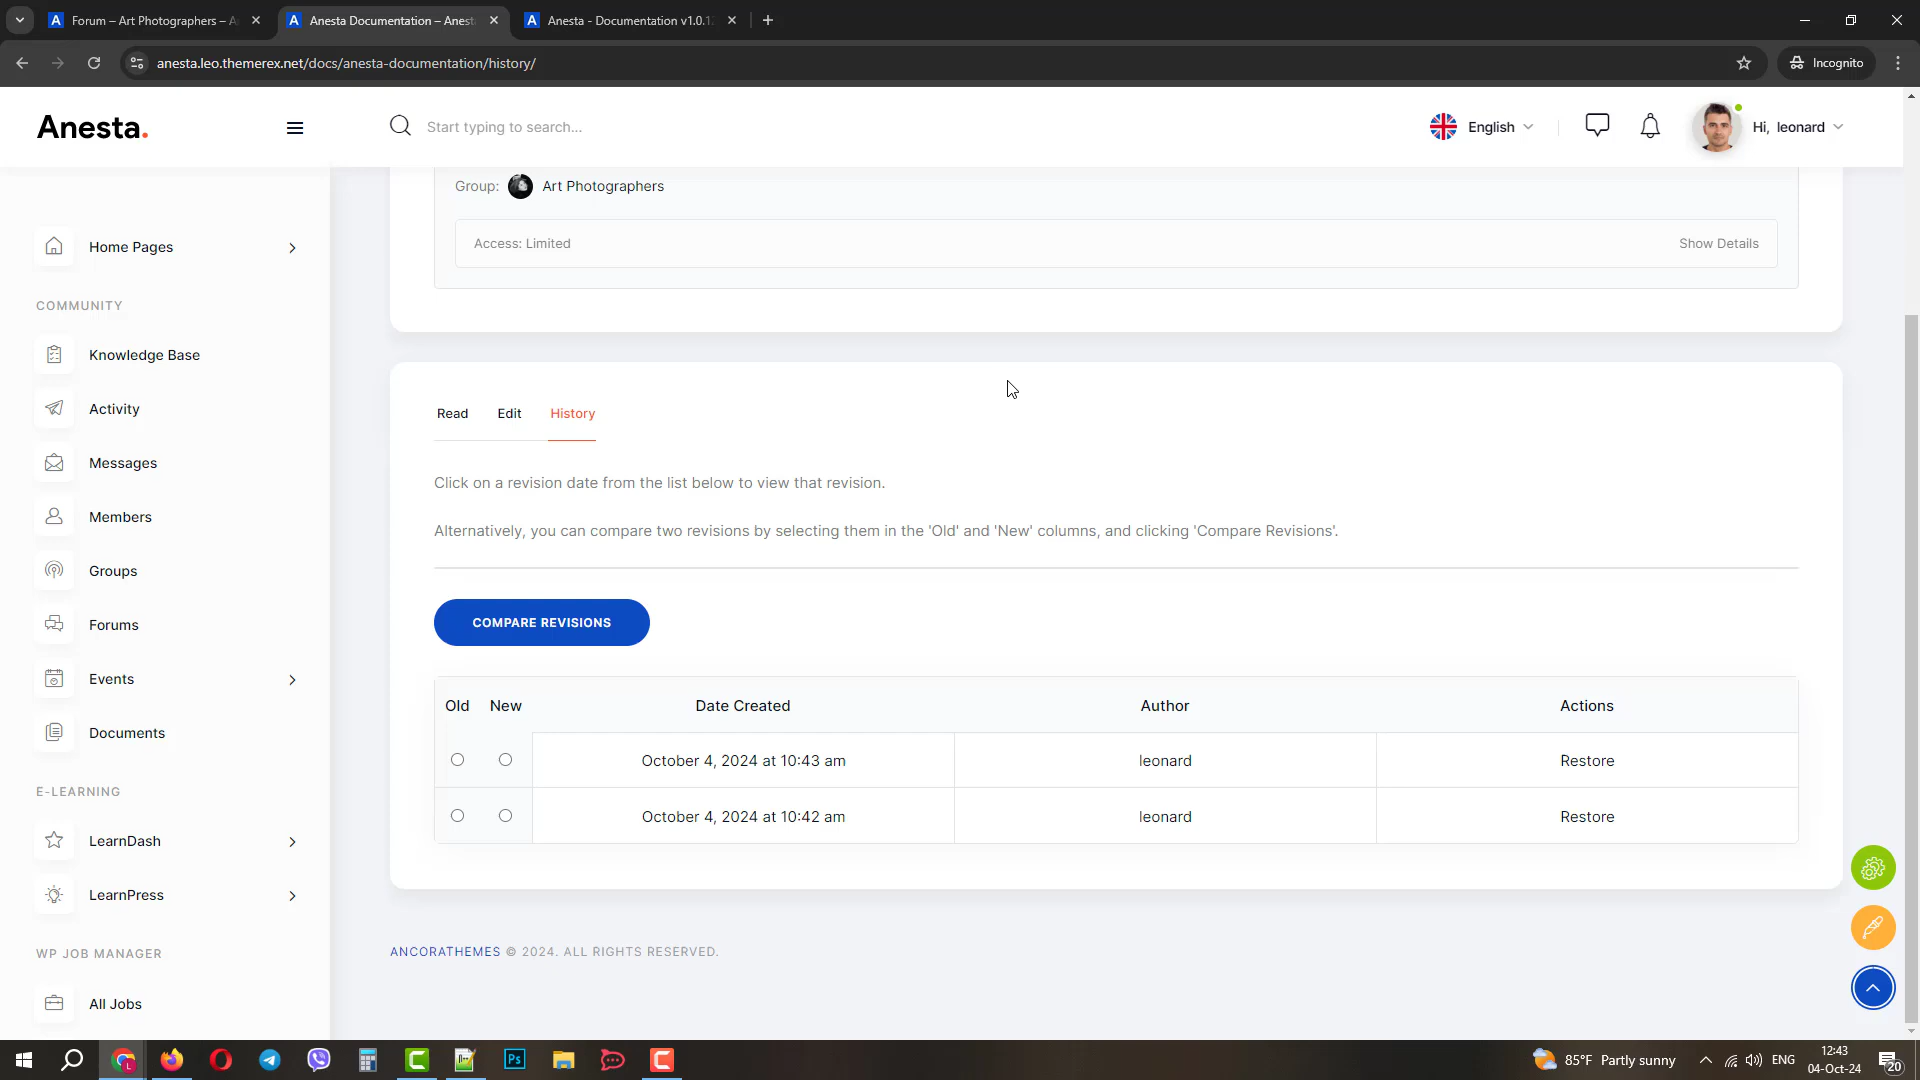 Forum – Art Photographers – A
Anesta Documentation – Anest
Anesta - Documentation v1.0.1
anesta.leo.themerex.net/docs/anesta-documentation/history/
Incognito
Anesta.
Start typing to search...
English
Hi, leonard
Group: Art Photographers
Access: Limited
Show Details
Home Pages
COMMUNITY
Knowledge Base
Activity
Messages
Members
Groups
Forums
Events
Documents
E-LEARNING
LearnDash
LearnPress
WP JOB MANAGER
All Jobs
Read Edit History
Click on a revision date from the list below to view that revision.
Alternatively, you can compare two revisions by selecting them in the 'Old' and 'New' columns, and clicking 'Compare Revisions'.
COMPARE REVISIONS
Old New Date Created Author Actions
October 4, 2024 at 10:43 am leonard Restore
October 4, 2024 at 10:42 am leonard Restore
ANCORATHEMES © 2024. ALL RIGHTS RESERVED.
Ps
85°F Partly sunny
ENG
12:43
04-Oct-24
20